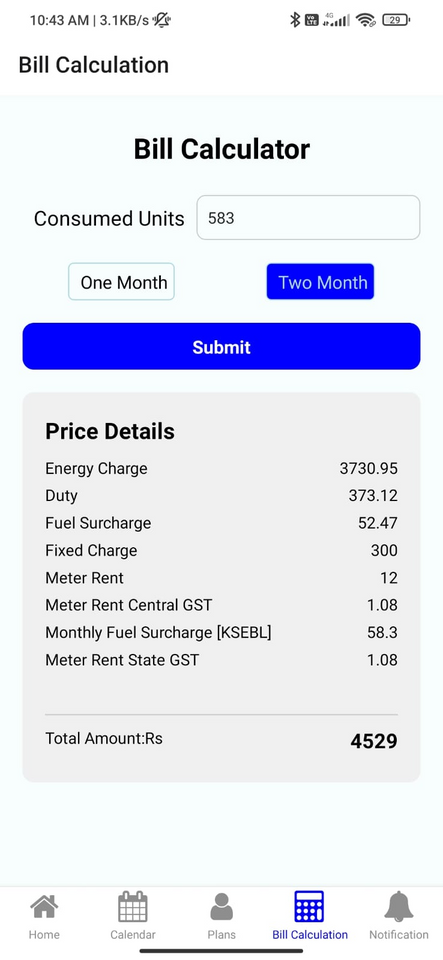 10:43 AM | 3.1KB/s
4G
29
Bill Calculation
Bill Calculator
Consumed Units 583
One Month Two Month
Submit
Price Details
Energy Charge 3730.95
Duty 373.12
Fuel Surcharge 52.47
Fixed Charge 300
Meter Rent 12
Meter Rent Central GST 1.08
Monthly Fuel Surcharge [KSEBL] 58.3
Meter Rent State GST 1.08
Total Amount:Rs 4529
Home Calendar Plans Bill Calculation Notification